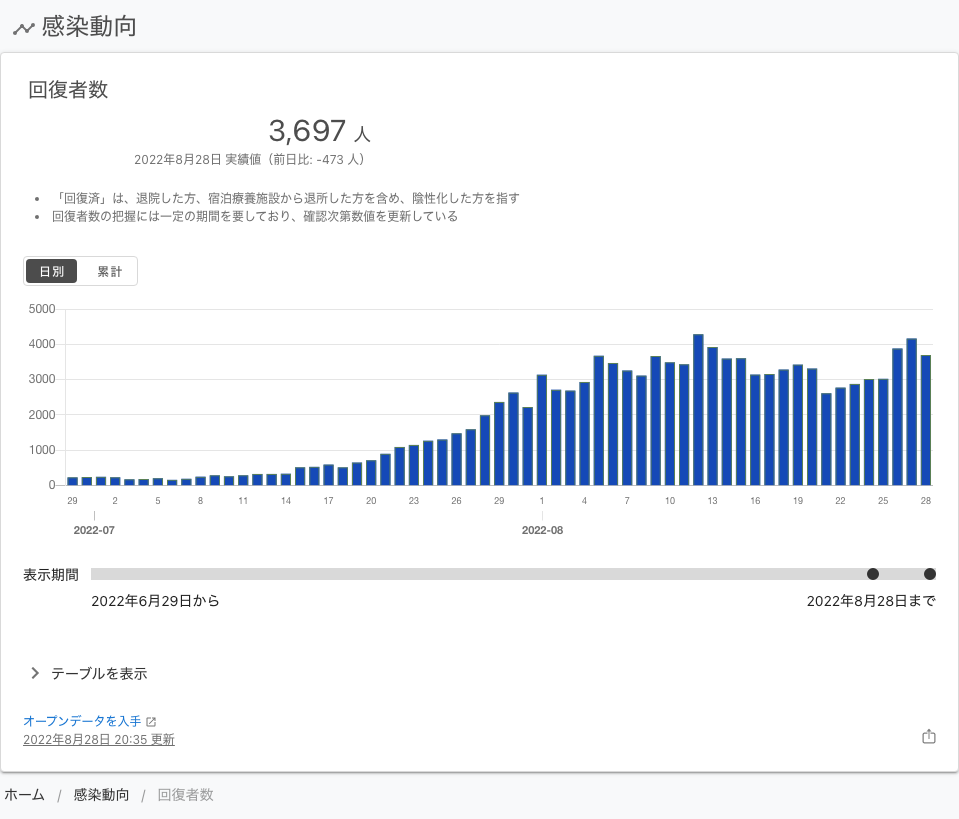 感染動向
回復者数
3,697 人
2022年8月28日 実績値（前日比: -473 人）
• 「回復済」は、退院した方、宿泊療養施設から退所した方を含め、陰性化した方を指す
• 回復者数の把握には一定の期間を要しており、確認次第数値を更新している
日別 累計
5000
4000
3000
2000
1000
0
29 2 5 8 11 14 17 20 23 26 29 1 4 7 10 13 16 19 22 25 28
2022-07 2022-08
表示期間
2022年6月29日から 2022年8月28日まで
テーブルを表示
オープンデータを入手
2022年8月28日 20:35 更新
ホーム / 感染動向 / 回復者数